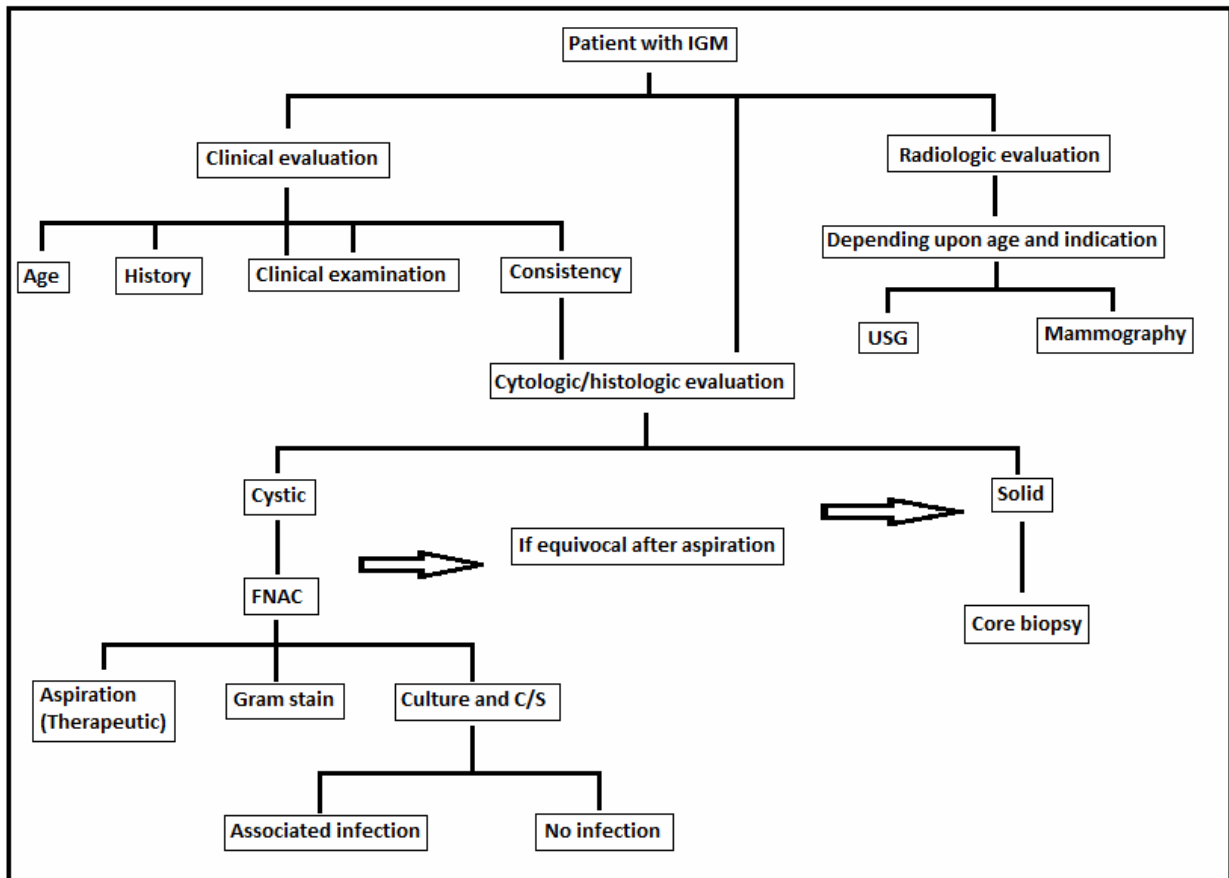 Patient with IGM
Clinical evaluation
Radiologic evaluation
Depending upon age and indication
Age
History
Clinical examination
Consistency
USG
Mammography
Cytologic/histologic evaluation
Cystic
Solid
If equivocal after aspiration
FNAC
Core biopsy
Aspiration
(Therapeutic)
Gram stain
Culture and C/S
Associated infection
No infection